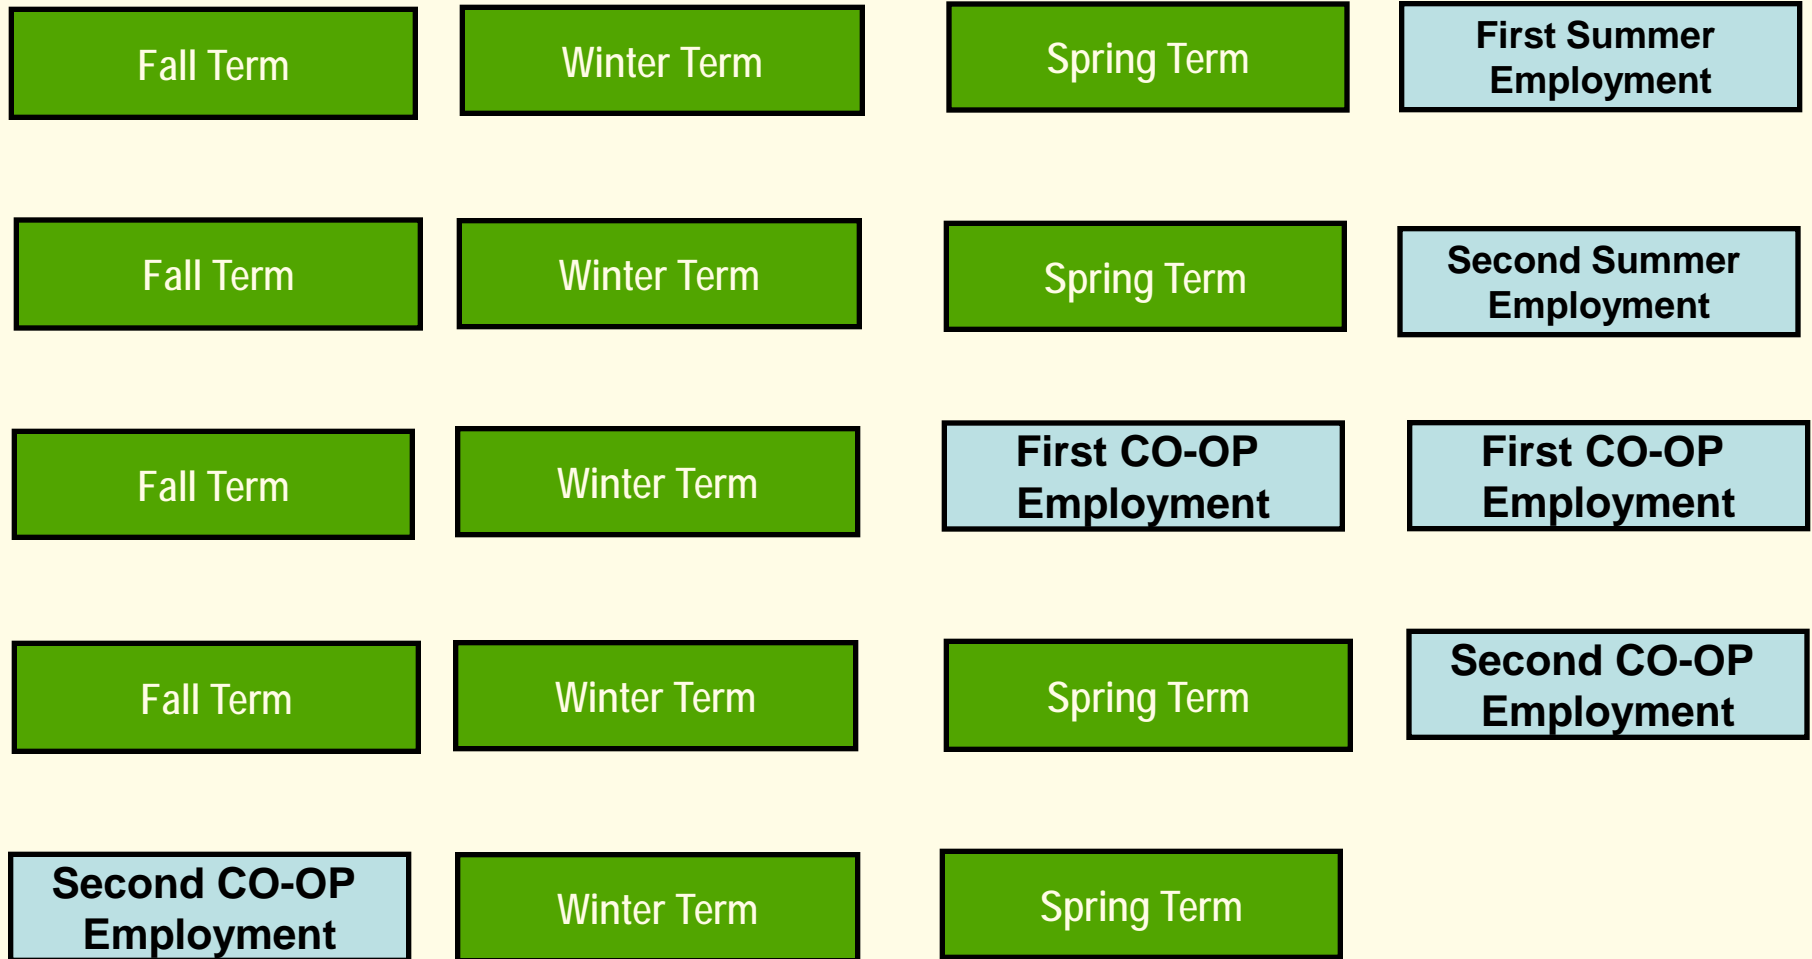 Fall Term
Winter Term
Spring Term
First Summer
Employment
Fall Term
Winter Term
Spring Term
Second Summer
Employment
Fall Term
Winter Term
First CO-OP
Employment
First CO-OP
Employment
Fall Term
Winter Term
Spring Term
Second CO-OP
Employment
Second CO-OP
Employment
Winter Term
Spring Term